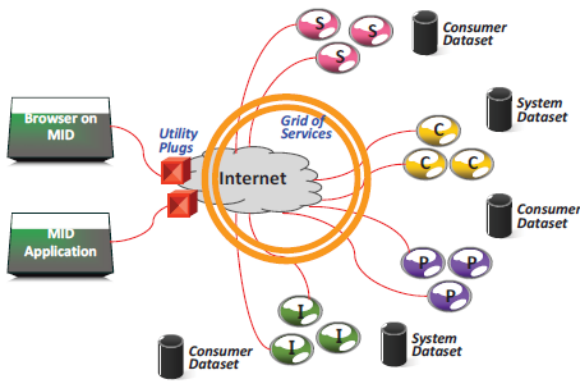 S
S
S
Consumer
Dataset
System
Dataset
Browser on
MID
Utility
Plugs
Grid of
Services
C
C
C
Internet
Consumer
Dataset
MID
Application
P
P
P
I
I
I
Consumer
Dataset
System
Dataset